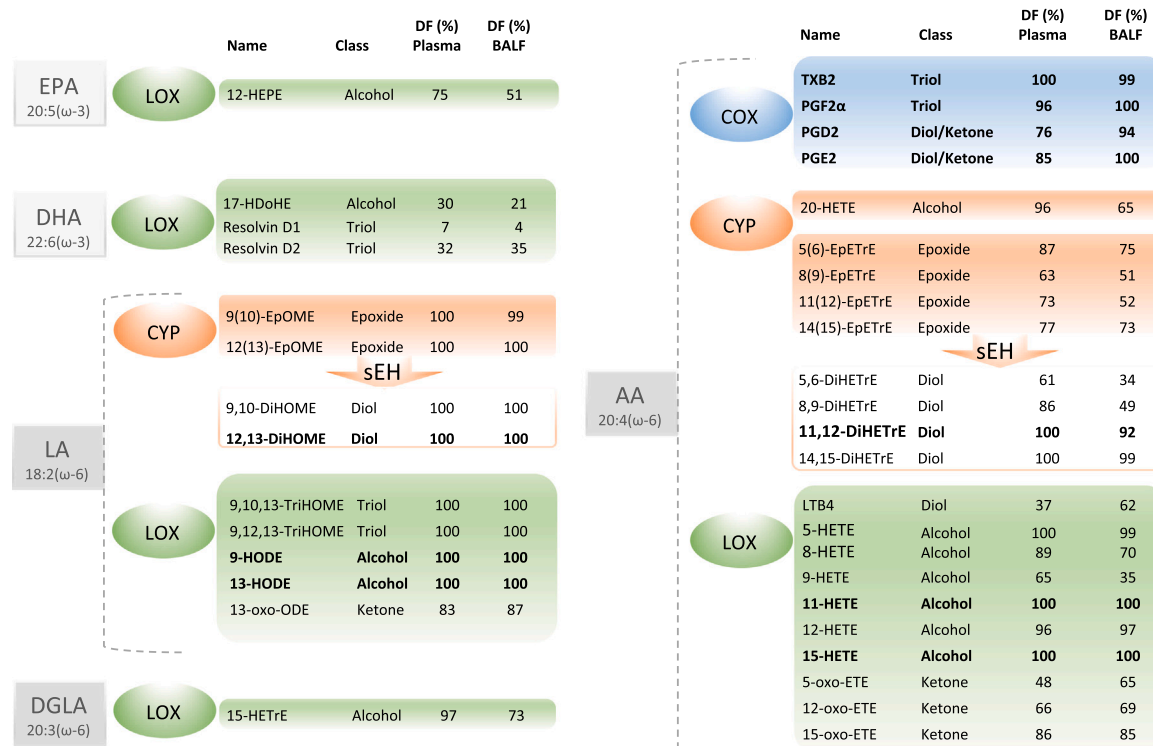 DF (%) DF (%)
Name Class Plasma BALF
EPA
20:5(ω-3)
LOX
12-HEPE Alcohol 75 51
DHA
22:6(ω-3)
LOX
17-HDoHE Alcohol 30 21
Resolvin D1 Triol 7 4
Resolvin D2 Triol 32 35
LA
18:2(ω-6)
CYP
9(10)-EpOME Epoxide 100 99
12(13)-EpOME Epoxide 100 100
sEH
9,10-DiHOME Diol 100 100
12,13-DiHOME Diol 100 100
LOX
9,10,13-TriHOME Triol 100 100
9,12,13-TriHOME Triol 100 100
9-HODE Alcohol 100 100
13-HODE Alcohol 100 100
13-oxo-ODE Ketone 83 87
DGLA
20:3(ω-6)
LOX
15-HETrE Alcohol 97 73
DF (%) DF (%)
Name Class Plasma BALF
AA
20:4(ω-6)
COX
TXB2 Triol 100 99
PGF2α Triol 96 100
PGD2 Diol/Ketone 76 94
PGE2 Diol/Ketone 85 100
CYP
20-HETE Alcohol 96 65
5(6)-EpETrE Epoxide 87 75
8(9)-EpETrE Epoxide 63 51
11(12)-EpETrE Epoxide 73 52
14(15)-EpETrE Epoxide 77 73
sEH
5,6-DiHETrE Diol 61 34
8,9-DiHETrE Diol 86 49
11,12-DiHETrE Diol 100 92
14,15-DiHETrE Diol 100 99
LOX
LTB4 Diol 37 62
5-HETE Alcohol 100 99
8-HETE Alcohol 89 70
9-HETE Alcohol 65 35
11-HETE Alcohol 100 100
12-HETE Alcohol 96 97
15-HETE Alcohol 100 100
5-oxo-ETE Ketone 48 65
12-oxo-ETE Ketone 66 69
15-oxo-ETE Ketone 86 85